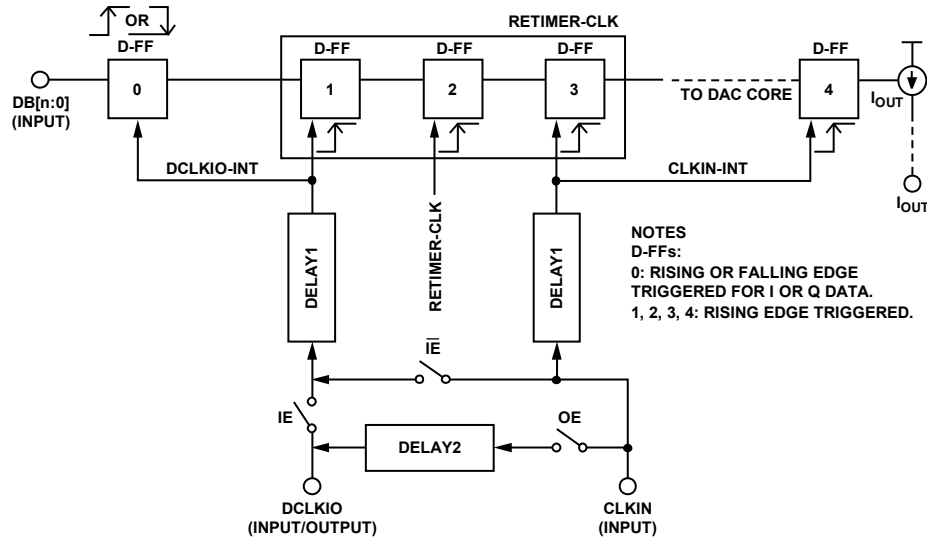 OR
RETIMER-CLK
D-FF
D-FF
D-FF
D-FF
D-FF
0
1
2
3
4
DB[n:0]
(INPUT)
TO DAC CORE
IOUT
DCLKIO-INT
CLKIN-INT
IOUT
DELAY1
RETIMER-CLK
DELAY1
NOTES
D-FFs:
0: RISING OR FALLING EDGE
TRIGGERED FOR I OR Q DATA.
1, 2, 3, 4: RISING EDGE TRIGGERED.
IE
IE
OE
DELAY2
DCLKIO
(INPUT/OUTPUT)
CLKIN
(INPUT)